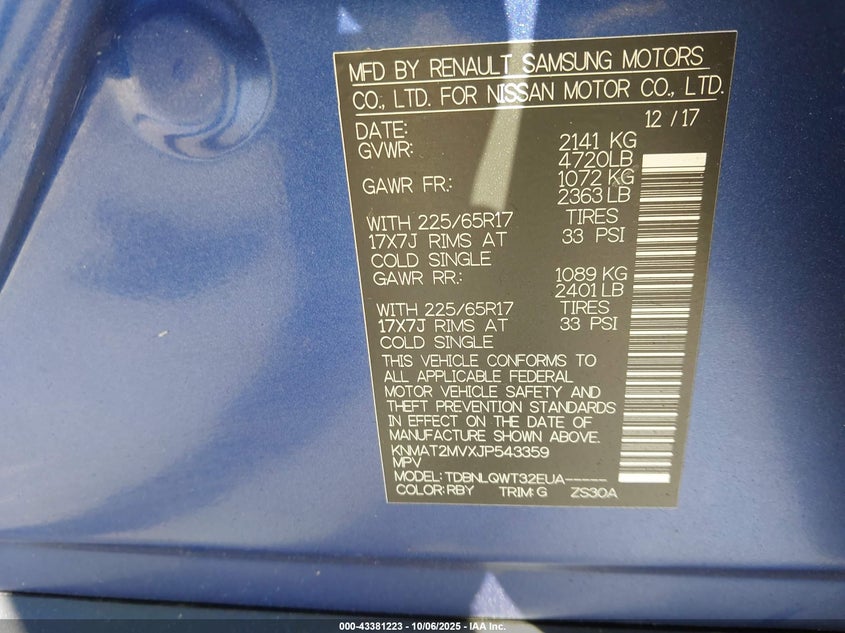 MFD BY RENAULT SAMSUNG MOTORS
CO., LTD. FOR NISSAN MOTOR CO., LTD.
DATE: 12 / 17
GVWR: 2141 KG
4720LB
GAWR FR.: 1072 KG
2363 LB
WITH 225/65R17 TIRES
17X7J RIMS AT 33 PSI
COLD SINGLE
GAWR RR.: 1089 KG
2401 LB
WITH 225/65R17 TIRES
17X7J RIMS AT 33 PSI
COLD SINGLE
THIS VEHICLE CONFORMS TO
ALL APPLICABLE FEDERAL
MOTOR VEHICLE SAFETY AND
THEFT PREVENTION STANDARDS
IN EFFECT ON THE DATE OF
MANUFACTURE SHOWN ABOVE.
KNMAT2MVXJP543359
MPV
MODEL: TDBNLQWT32EUA-----
COLOR: RBY TRIM: G ZS30A
000-43381223 - 10/06/2025 - IAA Inc.